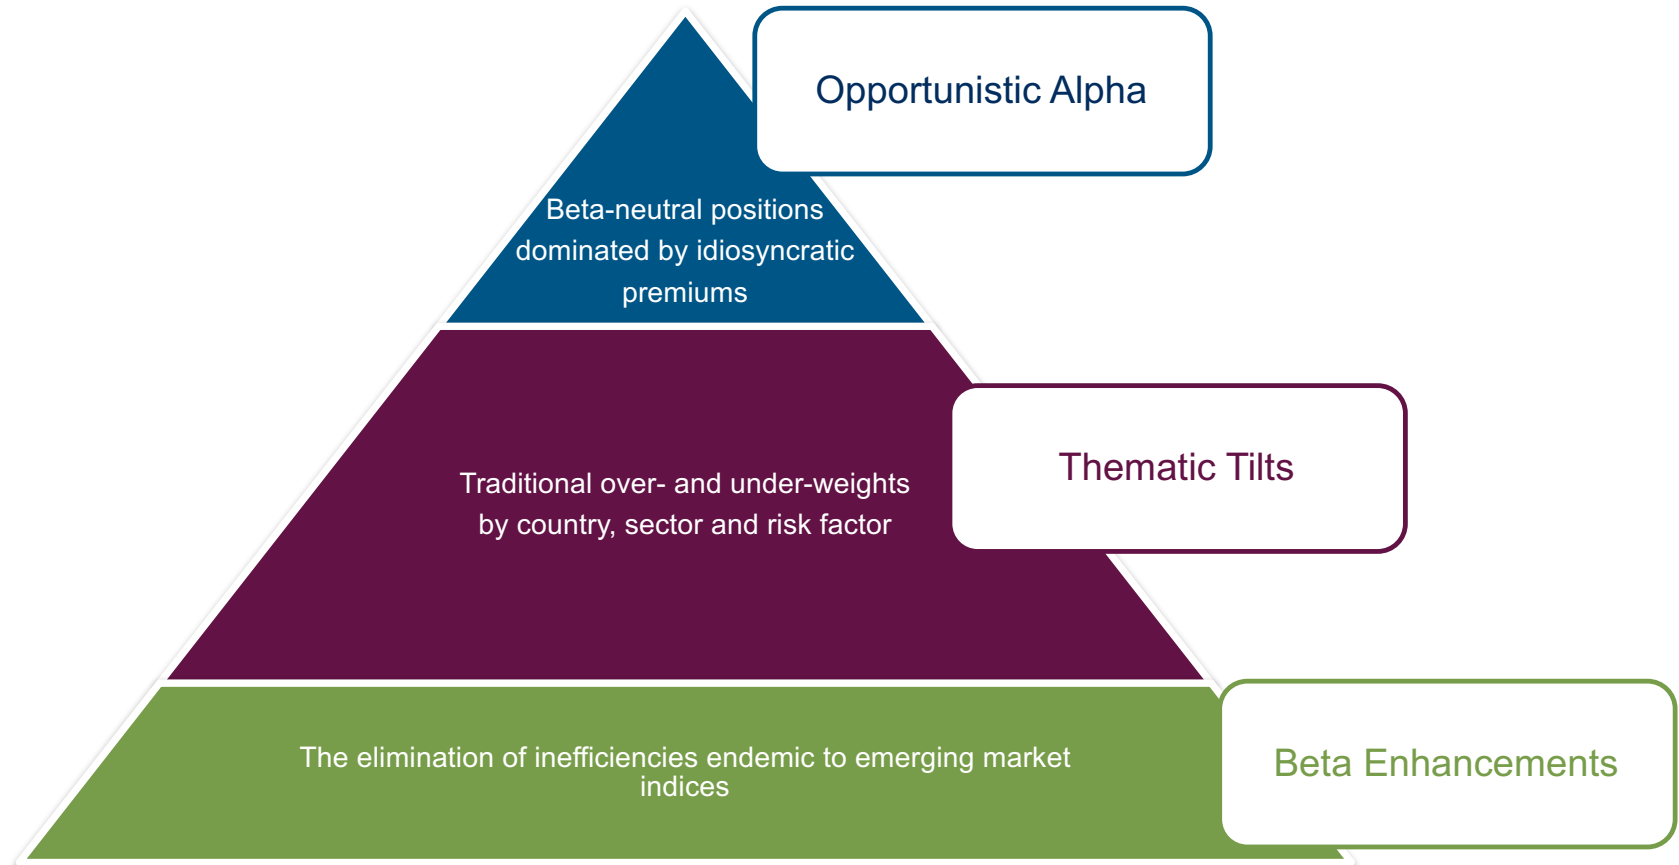 Opportunistic Alpha
Beta-neutral positions
dominated by idiosyncratic
premiums
Thematic Tilts
Traditional over- and under-weights
by country, sector and risk factor
Beta Enhancements
The elimination of inefficiencies endemic to emerging market
indices